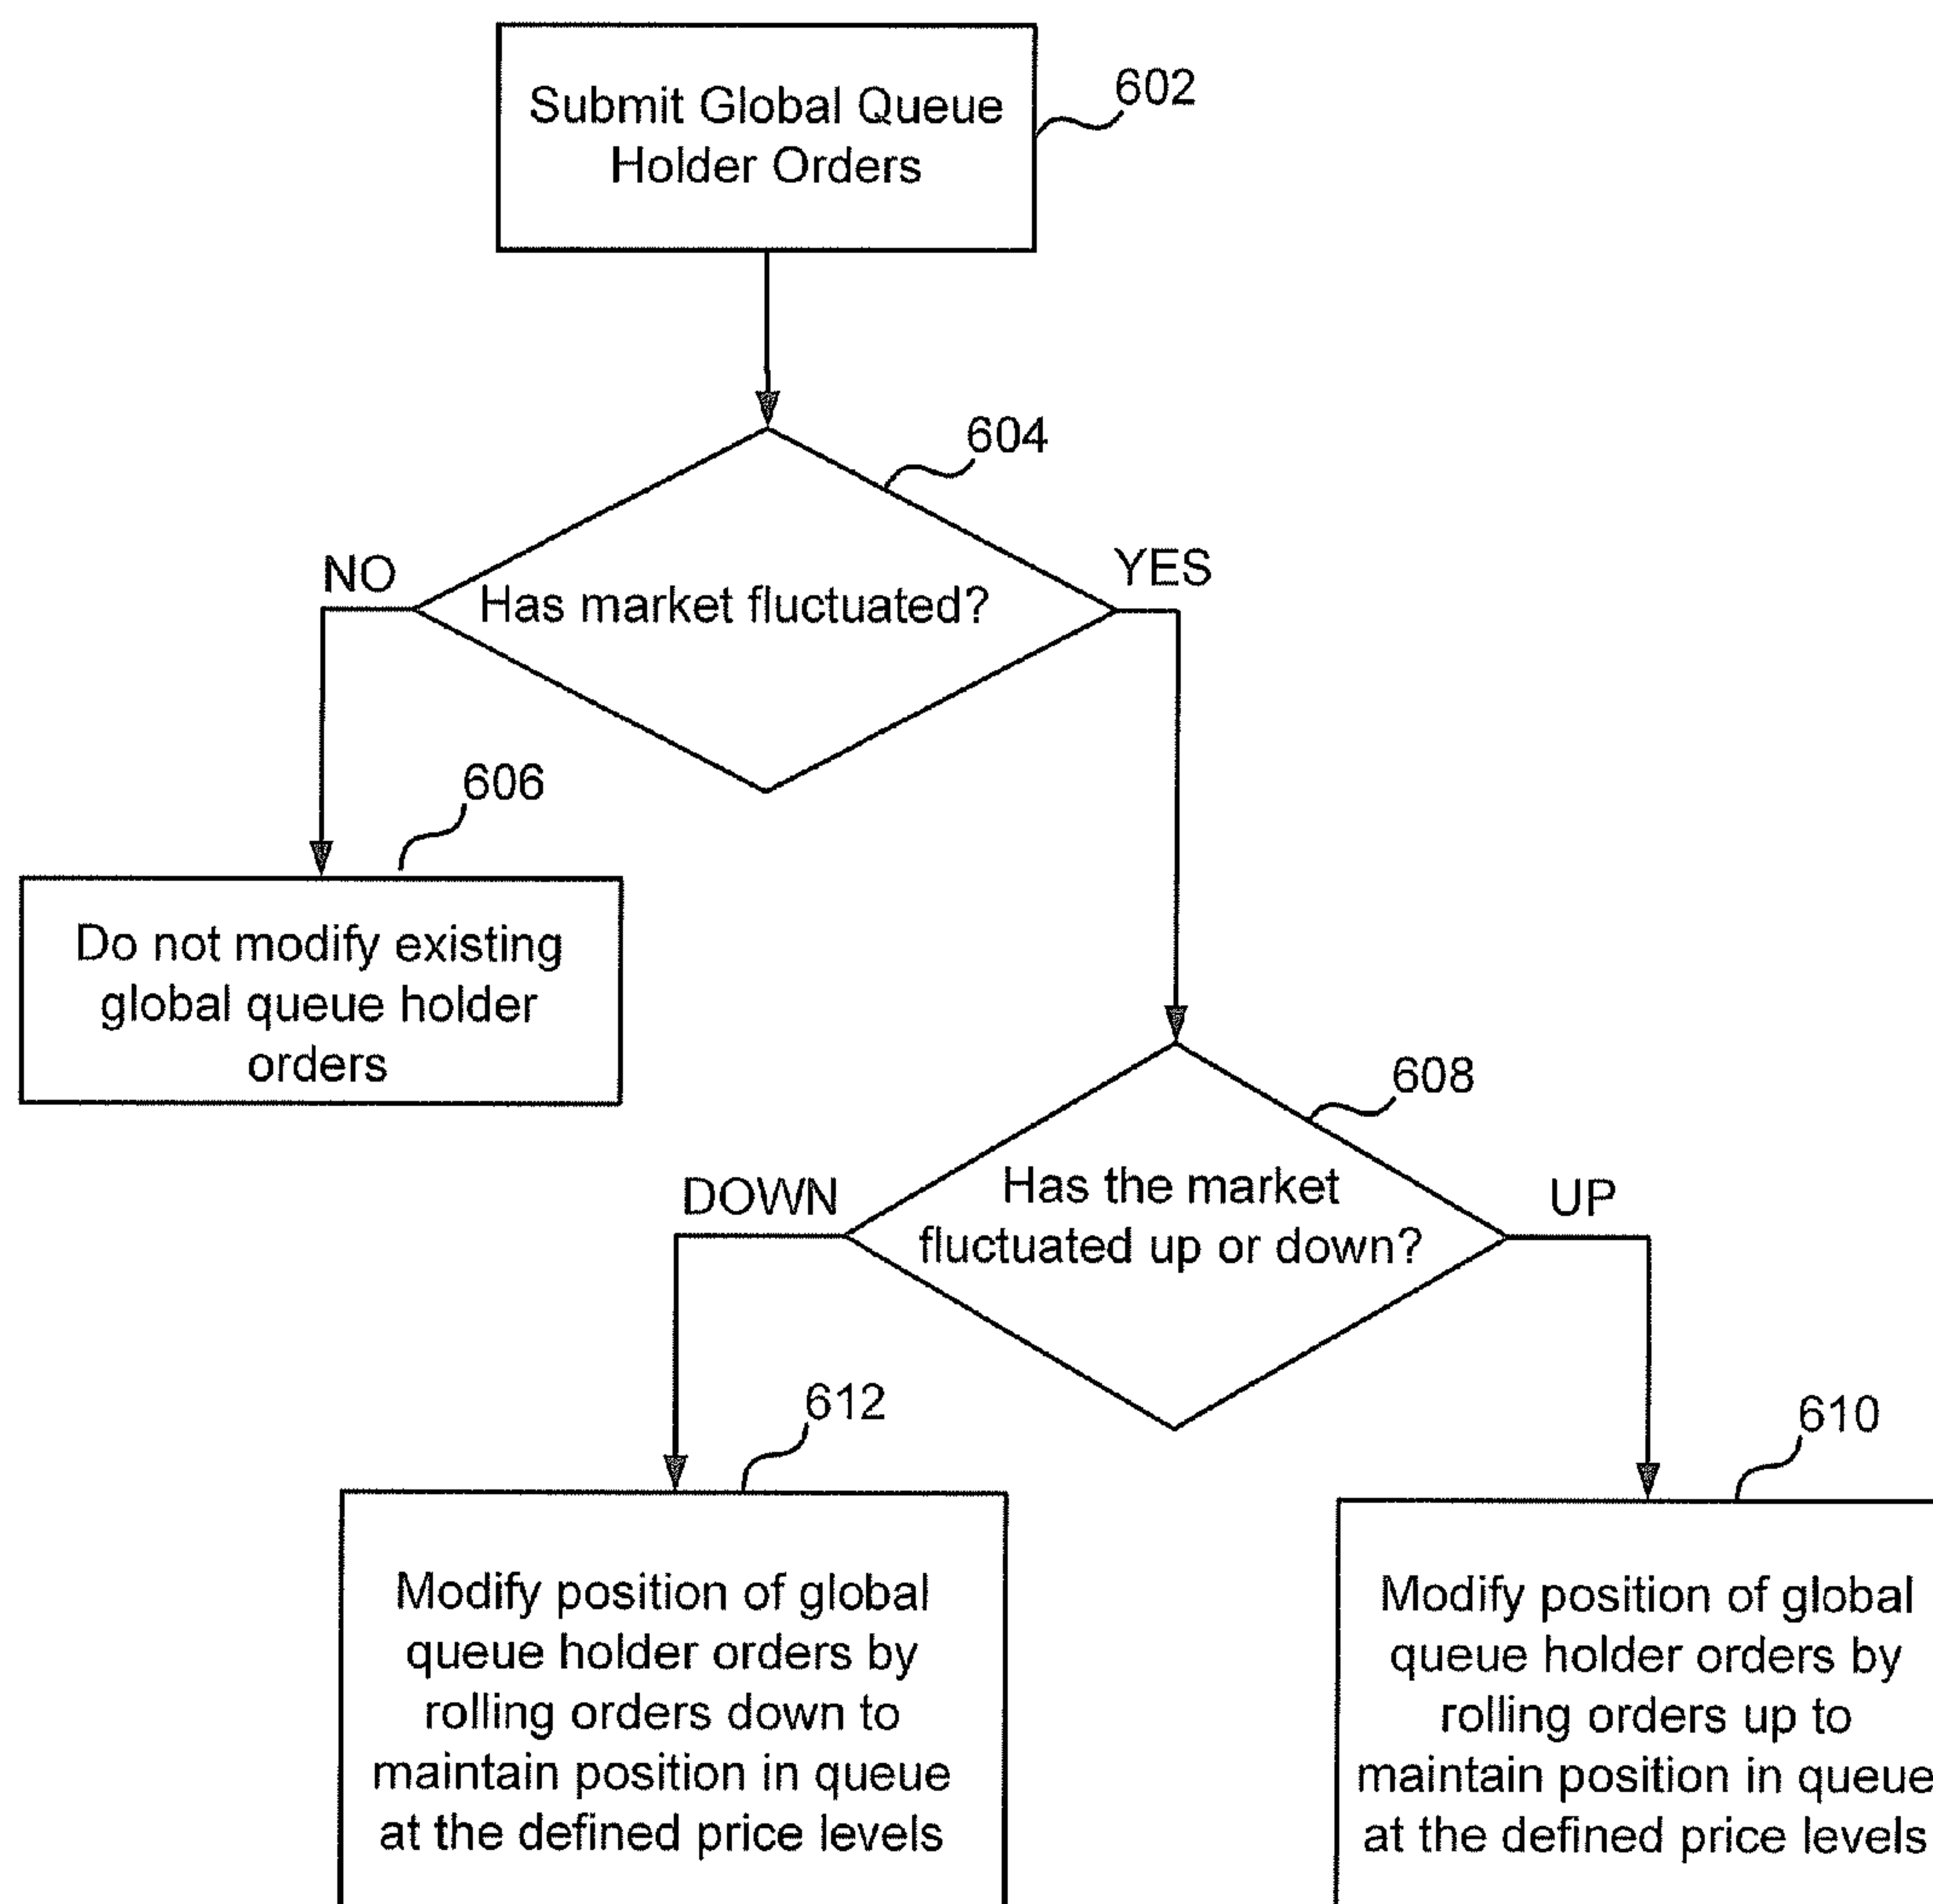 Submit Global Queue
Holder Orders
602
604
NO
YES
Has market fluctuated?
606
Do not modify existing
global queue holder
orders
608
DOWN
Has the market
fluctuated up or down?
UP
612
610
Modify position of global
queue holder orders by
rolling orders down to
maintain position in queue
at the defined price levels
Modify position of global
queue holder orders by
rolling orders up to
maintain position in queue
at the defined price levels